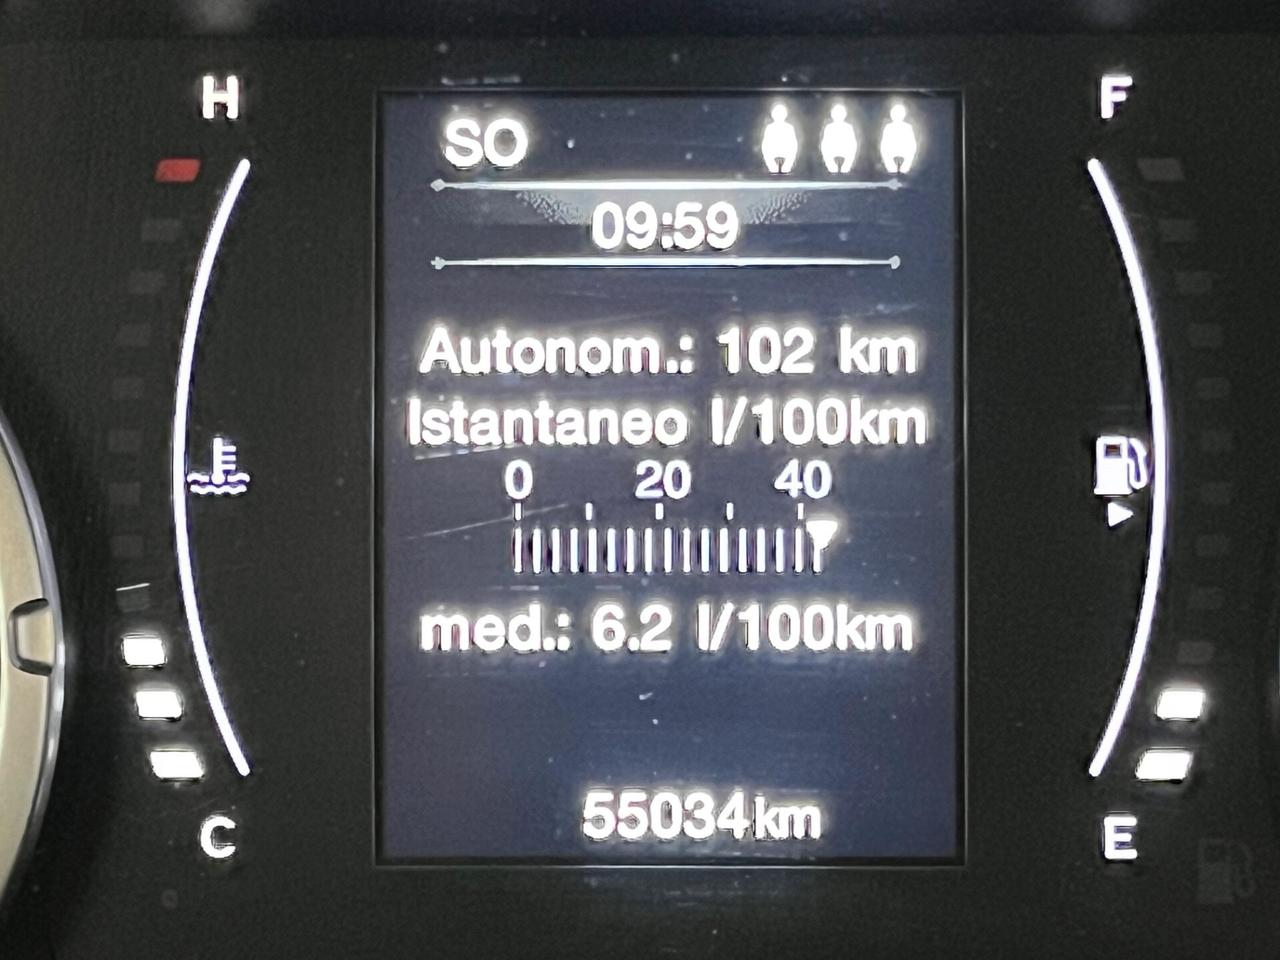 H
F
SO
09:59
Autonom.: 102 km
Istantaneo l/100km
0 20 40
med.: 6.2 l/100km
55034km
C
E